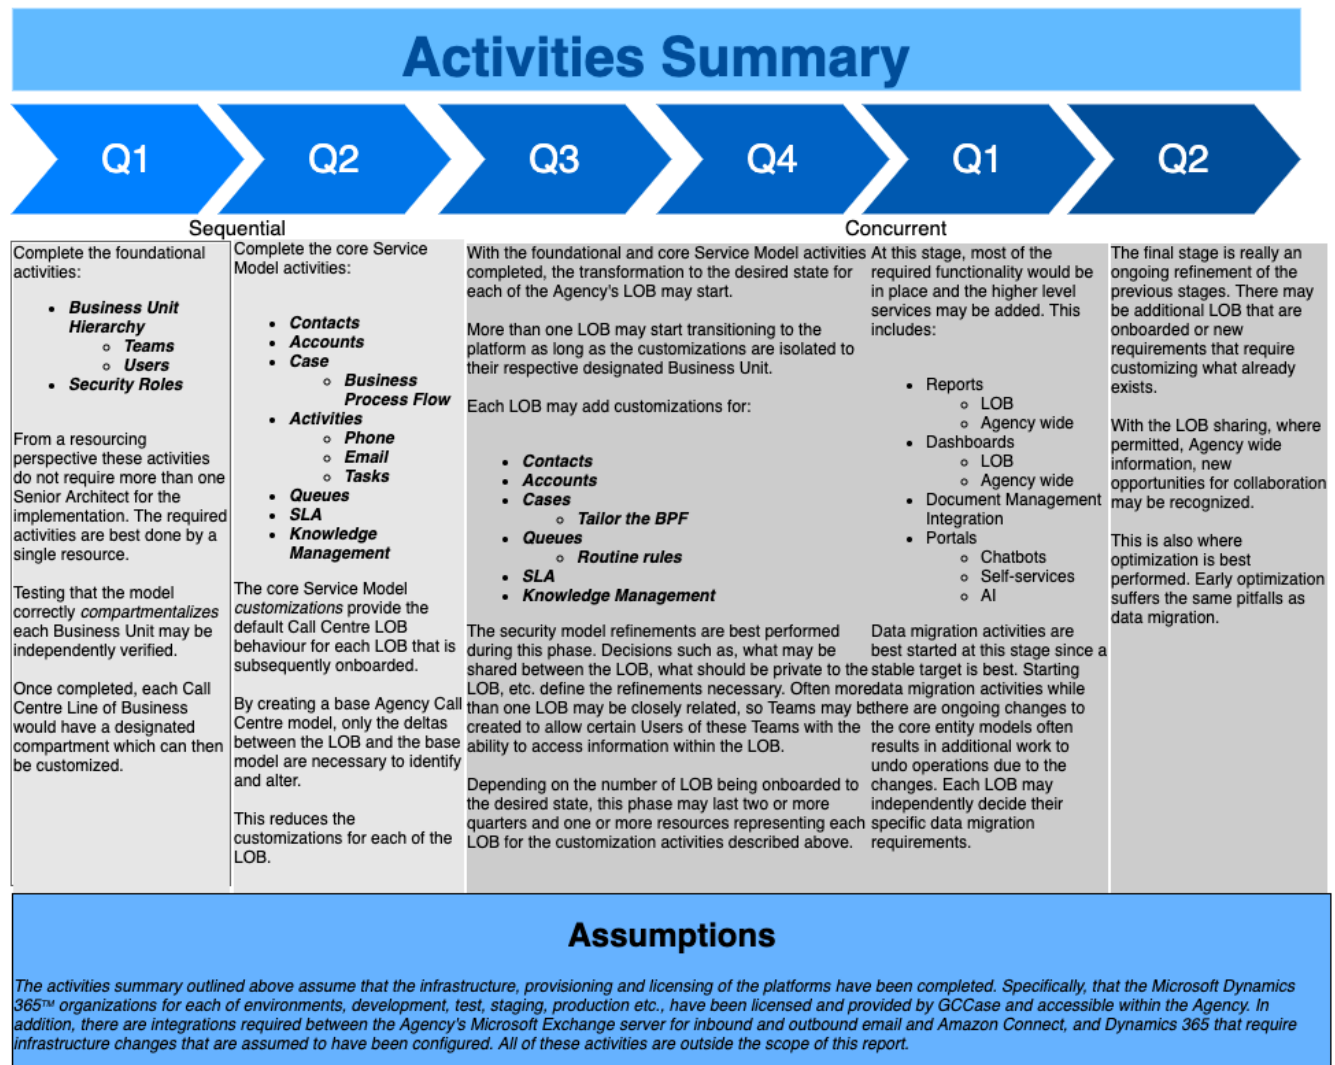 Activities Summary
Q1
Q2
Q3
Q4
Q1
Q2
Sequential
Concurrent
Complete the foundational
activities:
• Business Unit
Hierarchy
◦ Teams
◦ Users
• Security Roles
From a resourcing
perspective these activities
do not require more than one
Senior Architect for the
implementation. The required
activities are best done by a
single resource.
Testing that the model
correctly compartmentalizes
each Business Unit may be
independently verified.
Once completed, each Call
Centre Line of Business
would have a designated
compartment which can then
be customized.
Complete the core Service
Model activities:
• Contacts
• Accounts
• Case
◦ Business
Process Flow
• Activities
◦ Phone
◦ Email
◦ Tasks
• Queues
• SLA
• Knowledge
Management
The core Service Model
customizations provide the
default Call Centre LOB
behaviour for each LOB that is
subsequently onboarded.
By creating a base Agency Call
Centre model, only the deltas
between the LOB and the base
model are necessary to identify
and alter.
This reduces the
customizations for each of the
LOB.
With the foundational and core Service Model activities
completed, the transformation to the desired state for
each of the Agency's LOB may start.
More than one LOB may start transitioning to the
platform as long as the customizations are isolated to
their respective designated Business Unit.
Each LOB may add customizations for:
• Contacts
• Accounts
• Cases
◦ Tailor the BPF
• Queues
◦ Routine rules
• SLA
• Knowledge Management
The security model refinements are best performed
during this phase. Decisions such as, what may be
shared between the LOB, what should be private to the
LOB, etc. define the refinements necessary. Often more
than one LOB may be closely related, so Teams may be
created to allow certain Users of these Teams with the
ability to access information within the LOB.
Depending on the number of LOB being onboarded to
the desired state, this phase may last two or more
quarters and one or more resources representing each
LOB for the customization activities described above.
At this stage, most of the
required functionality would be
in place and the higher level
services may be added. This
includes:
• Reports
◦ LOB
◦ Agency wide
• Dashboards
◦ LOB
◦ Agency wide
• Document Management
Integration
• Portals
◦ Chatbots
◦ Self-services
◦ AI
Data migration activities are
best started at this stage since a
stable target is best. Starting
data migration activities while
there are ongoing changes to
the core entity models often
results in additional work to
undo operations due to the
changes. Each LOB may
independently decide their
specific data migration
requirements.
The final stage is really an
ongoing refinement of the
previous stages. There may
be additional LOB that are
onboarded or new
requirements that require
customizing what already
exists.
With the LOB sharing, where
permitted, Agency wide
information, new
opportunities for collaboration
may be recognized.
This is also where
optimization is best
performed. Early optimization
suffers the same pitfalls as
data migration.
Assumptions
The activities summary outlined above assume that the infrastructure, provisioning and licensing of the platforms have been completed. Specifically, that the Microsoft Dynamics
365™ organizations for each of environments, development, test, staging, production etc., have been licensed and provided by GCCase and accessible within the Agency. In
addition, there are integrations required between the Agency's Microsoft Exchange server for inbound and outbound email and Amazon Connect, and Dynamics 365 that require
infrastructure changes that are assumed to have been configured. All of these activities are outside the scope of this report.